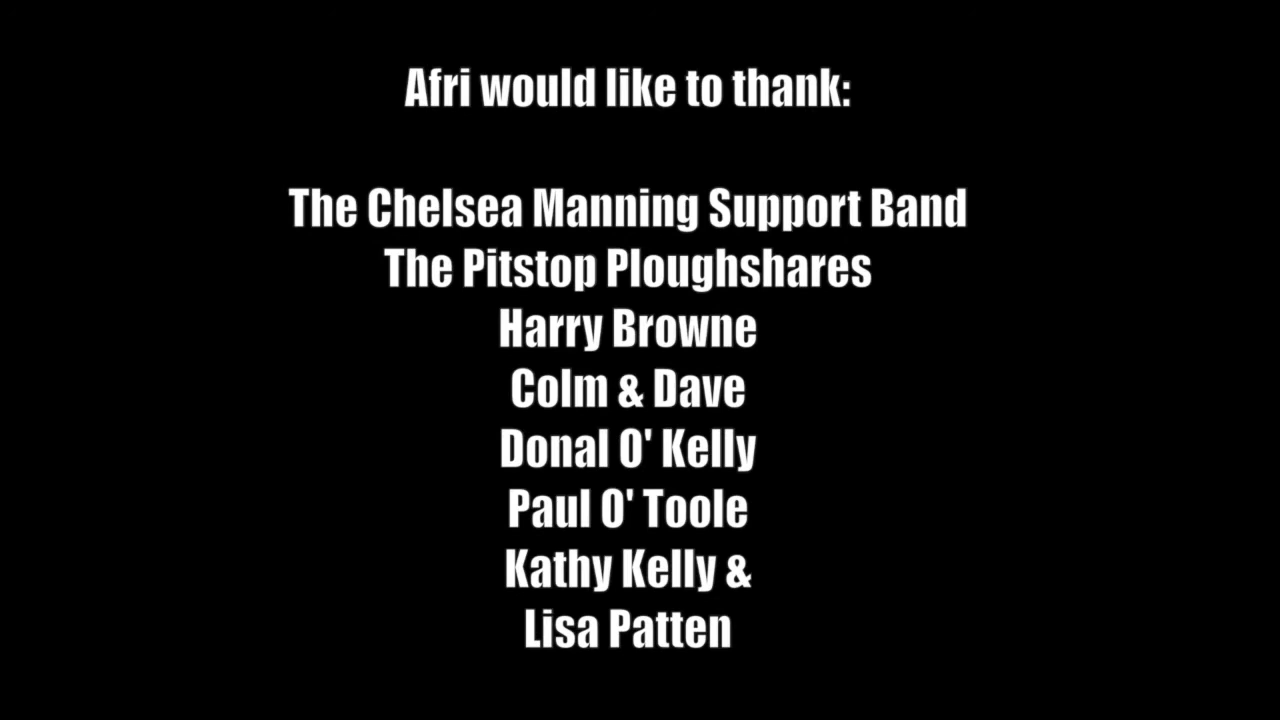 Afri would like to thank:
The Chelsea Manning Support Band
The Pitstop Ploughshares
Harry Browne
Colm & Dave
Donal O' Kelly
Paul O' Toole
Kathy Kelly &
Lisa Patten